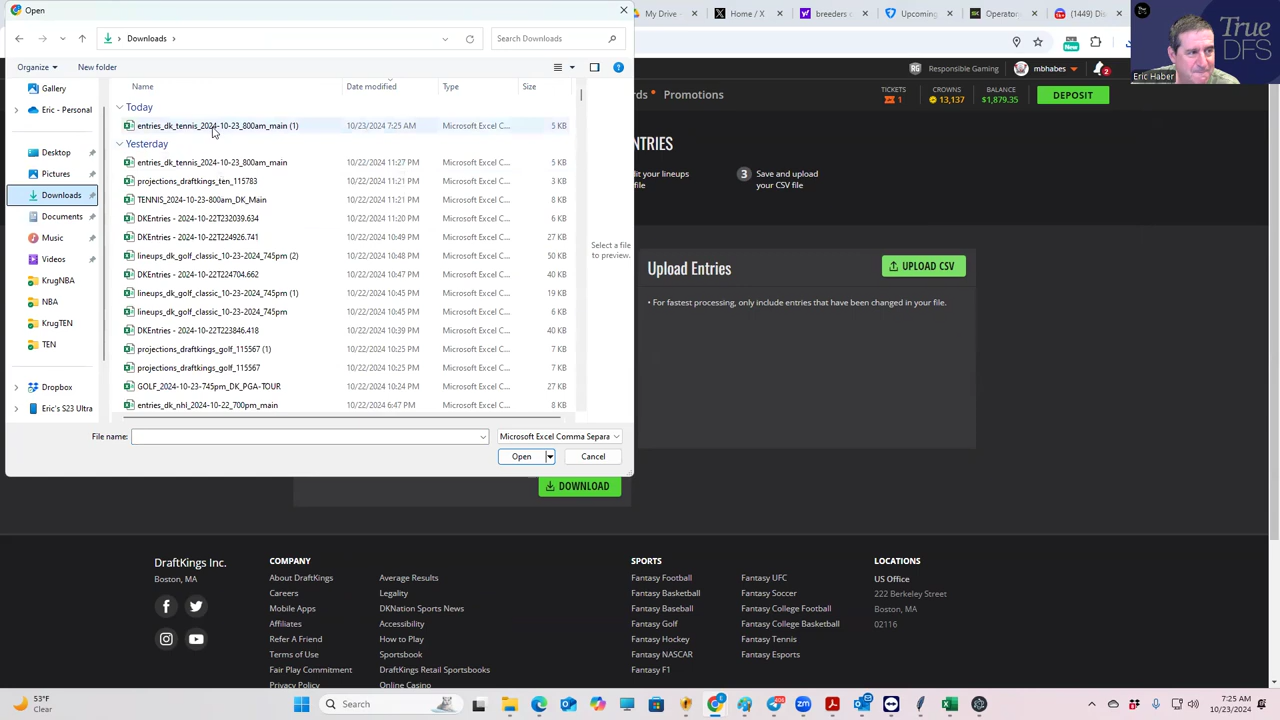 Open
My Drive
Home
breeders
Upcoming
Operator
(1449) Dis
True
DFS
Eric Haber
Downloads
Search Downloads
New
Organize
New folder
RG Responsible Gaming
mbhabes
2
Gallery
Eric - Personal
Desktop
Pictures
Downloads
Documents
Music
Videos
KrugNBA
NBA
KrugTEN
TEN
Dropbox
Eric's S23 Ultra
Name Date modified Type Size
Today
entries_dk_tennis_2024-10-23_800am_main (1) 10/23/2024 7:25 AM Microsoft Excel C... 5 KB
Yesterday
entries_dk_tennis_2024-10-23_800am_main 10/22/2024 11:27 PM Microsoft Excel C... 5 KB
projections_draftkings_ten_115783 10/22/2024 11:21 PM Microsoft Excel C... 3 KB
TENNIS_2024-10-23-800am_DK_Main 10/22/2024 11:21 PM Microsoft Excel C... 8 KB
DKEntries - 2024-10-22T232039.634 10/22/2024 11:20 PM Microsoft Excel C... 6 KB
DKEntries - 2024-10-22T224926.741 10/22/2024 10:49 PM Microsoft Excel C... 27 KB
lineups_dk_golf_classic_10-23-2024_745pm (2) 10/22/2024 10:48 PM Microsoft Excel C... 50 KB
DKEntries - 2024-10-22T224704.662 10/22/2024 10:47 PM Microsoft Excel C... 40 KB
lineups_dk_golf_classic_10-23-2024_745pm (1) 10/22/2024 10:45 PM Microsoft Excel C... 19 KB
lineups_dk_golf_classic_10-23-2024_745pm 10/22/2024 10:45 PM Microsoft Excel C... 6 KB
DKEntries - 2024-10-22T223846.418 10/22/2024 10:39 PM Microsoft Excel C... 40 KB
projections_draftkings_golf_115567 (1) 10/22/2024 10:25 PM Microsoft Excel C... 7 KB
projections_draftkings_golf_115567 10/22/2024 10:25 PM Microsoft Excel C... 7 KB
GOLF_2024-10-23-745pm_DK_PGA-TOUR 10/22/2024 10:24 PM Microsoft Excel C... 27 KB
entries_dk_nhl_2024-10-22_700pm_main 10/22/2024 6:47 PM Microsoft Excel C... 8 KB
Select a file
to preview.
File name:
Microsoft Excel Comma Separa
Open
Cancel
rds
Promotions
TICKETS
1
CROWNS
13,137
BALANCE
$1,879.35
DEPOSIT
NTRIES
dit your lineups
le
3 Save and upload
your CSV file
Upload Entries
UPLOAD CSV
• For fastest processing, only include entries that have been changed in your file.
DOWNLOAD
DraftKings Inc.
Boston, MA
COMPANY
About DraftKings
Careers
Mobile Apps
Affiliates
Refer A Friend
Terms of Use
Fair Play Commitment
Privacy Policy
Average Results
Legality
DKNation Sports News
Community
How to Play
Sportsbook
DraftKings Retail Sportsbooks
Online Casino
SPORTS
Fantasy Football
Fantasy Basketball
Fantasy Baseball
Fantasy Golf
Fantasy Hockey
Fantasy NASCAR
Fantasy F1
Fantasy UFC
Fantasy Soccer
Fantasy College Football
Fantasy College Basketball
Fantasy Tennis
Fantasy Esports
LOCATIONS
US Office
222 Berkeley Street
Boston, MA
02116
53°F
Clear
Search
7:25 AM
10/23/2024